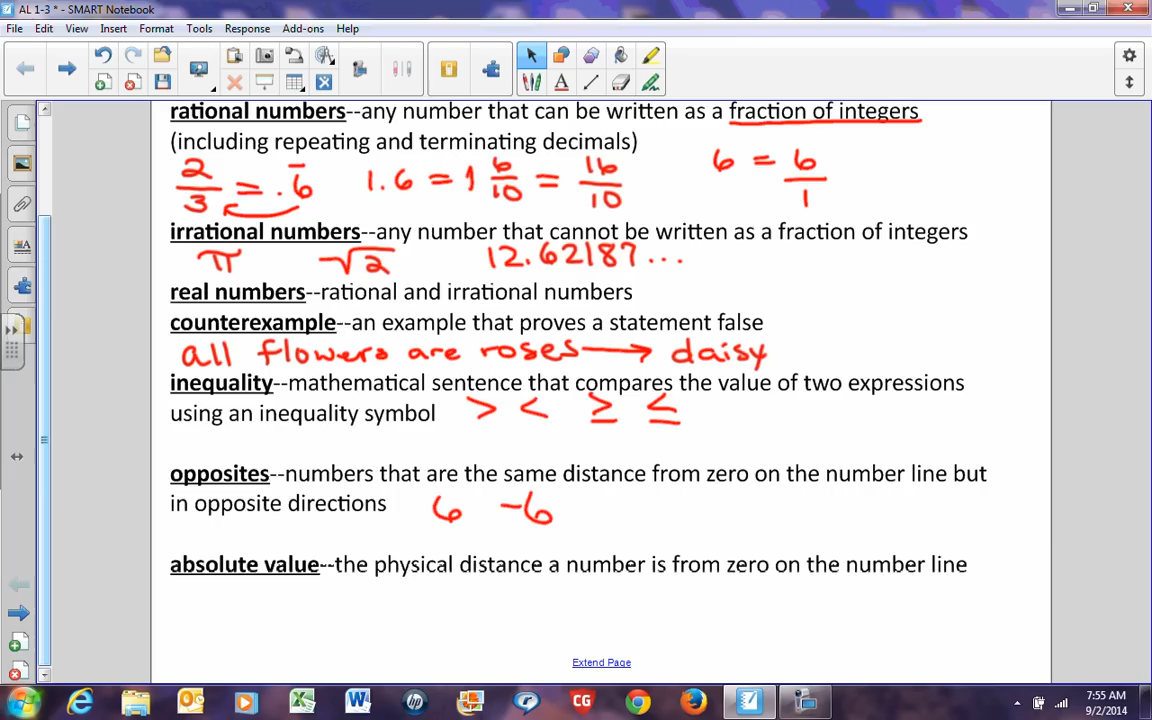 AL 1-3 * - SMART Notebook
File Edit View Insert Format Tools Response Add-ons Help
rational numbers--any number that can be written as a fraction of integers
(including repeating and terminating decimals)
2/3 = .6̅ 1.6 = 1 6/10 = 16/10 6 = 6/1
irrational numbers--any number that cannot be written as a fraction of integers
π √2 12.62187...
real numbers--rational and irrational numbers
counterexample--an example that proves a statement false
all flowers are roses → daisy
inequality--mathematical sentence that compares the value of two expressions
using an inequality symbol > < ≥ ≤
opposites--numbers that are the same distance from zero on the number line but
in opposite directions 6 -6
absolute value--the physical distance a number is from zero on the number line
Extend Page
CG
7:55 AM
9/2/2014